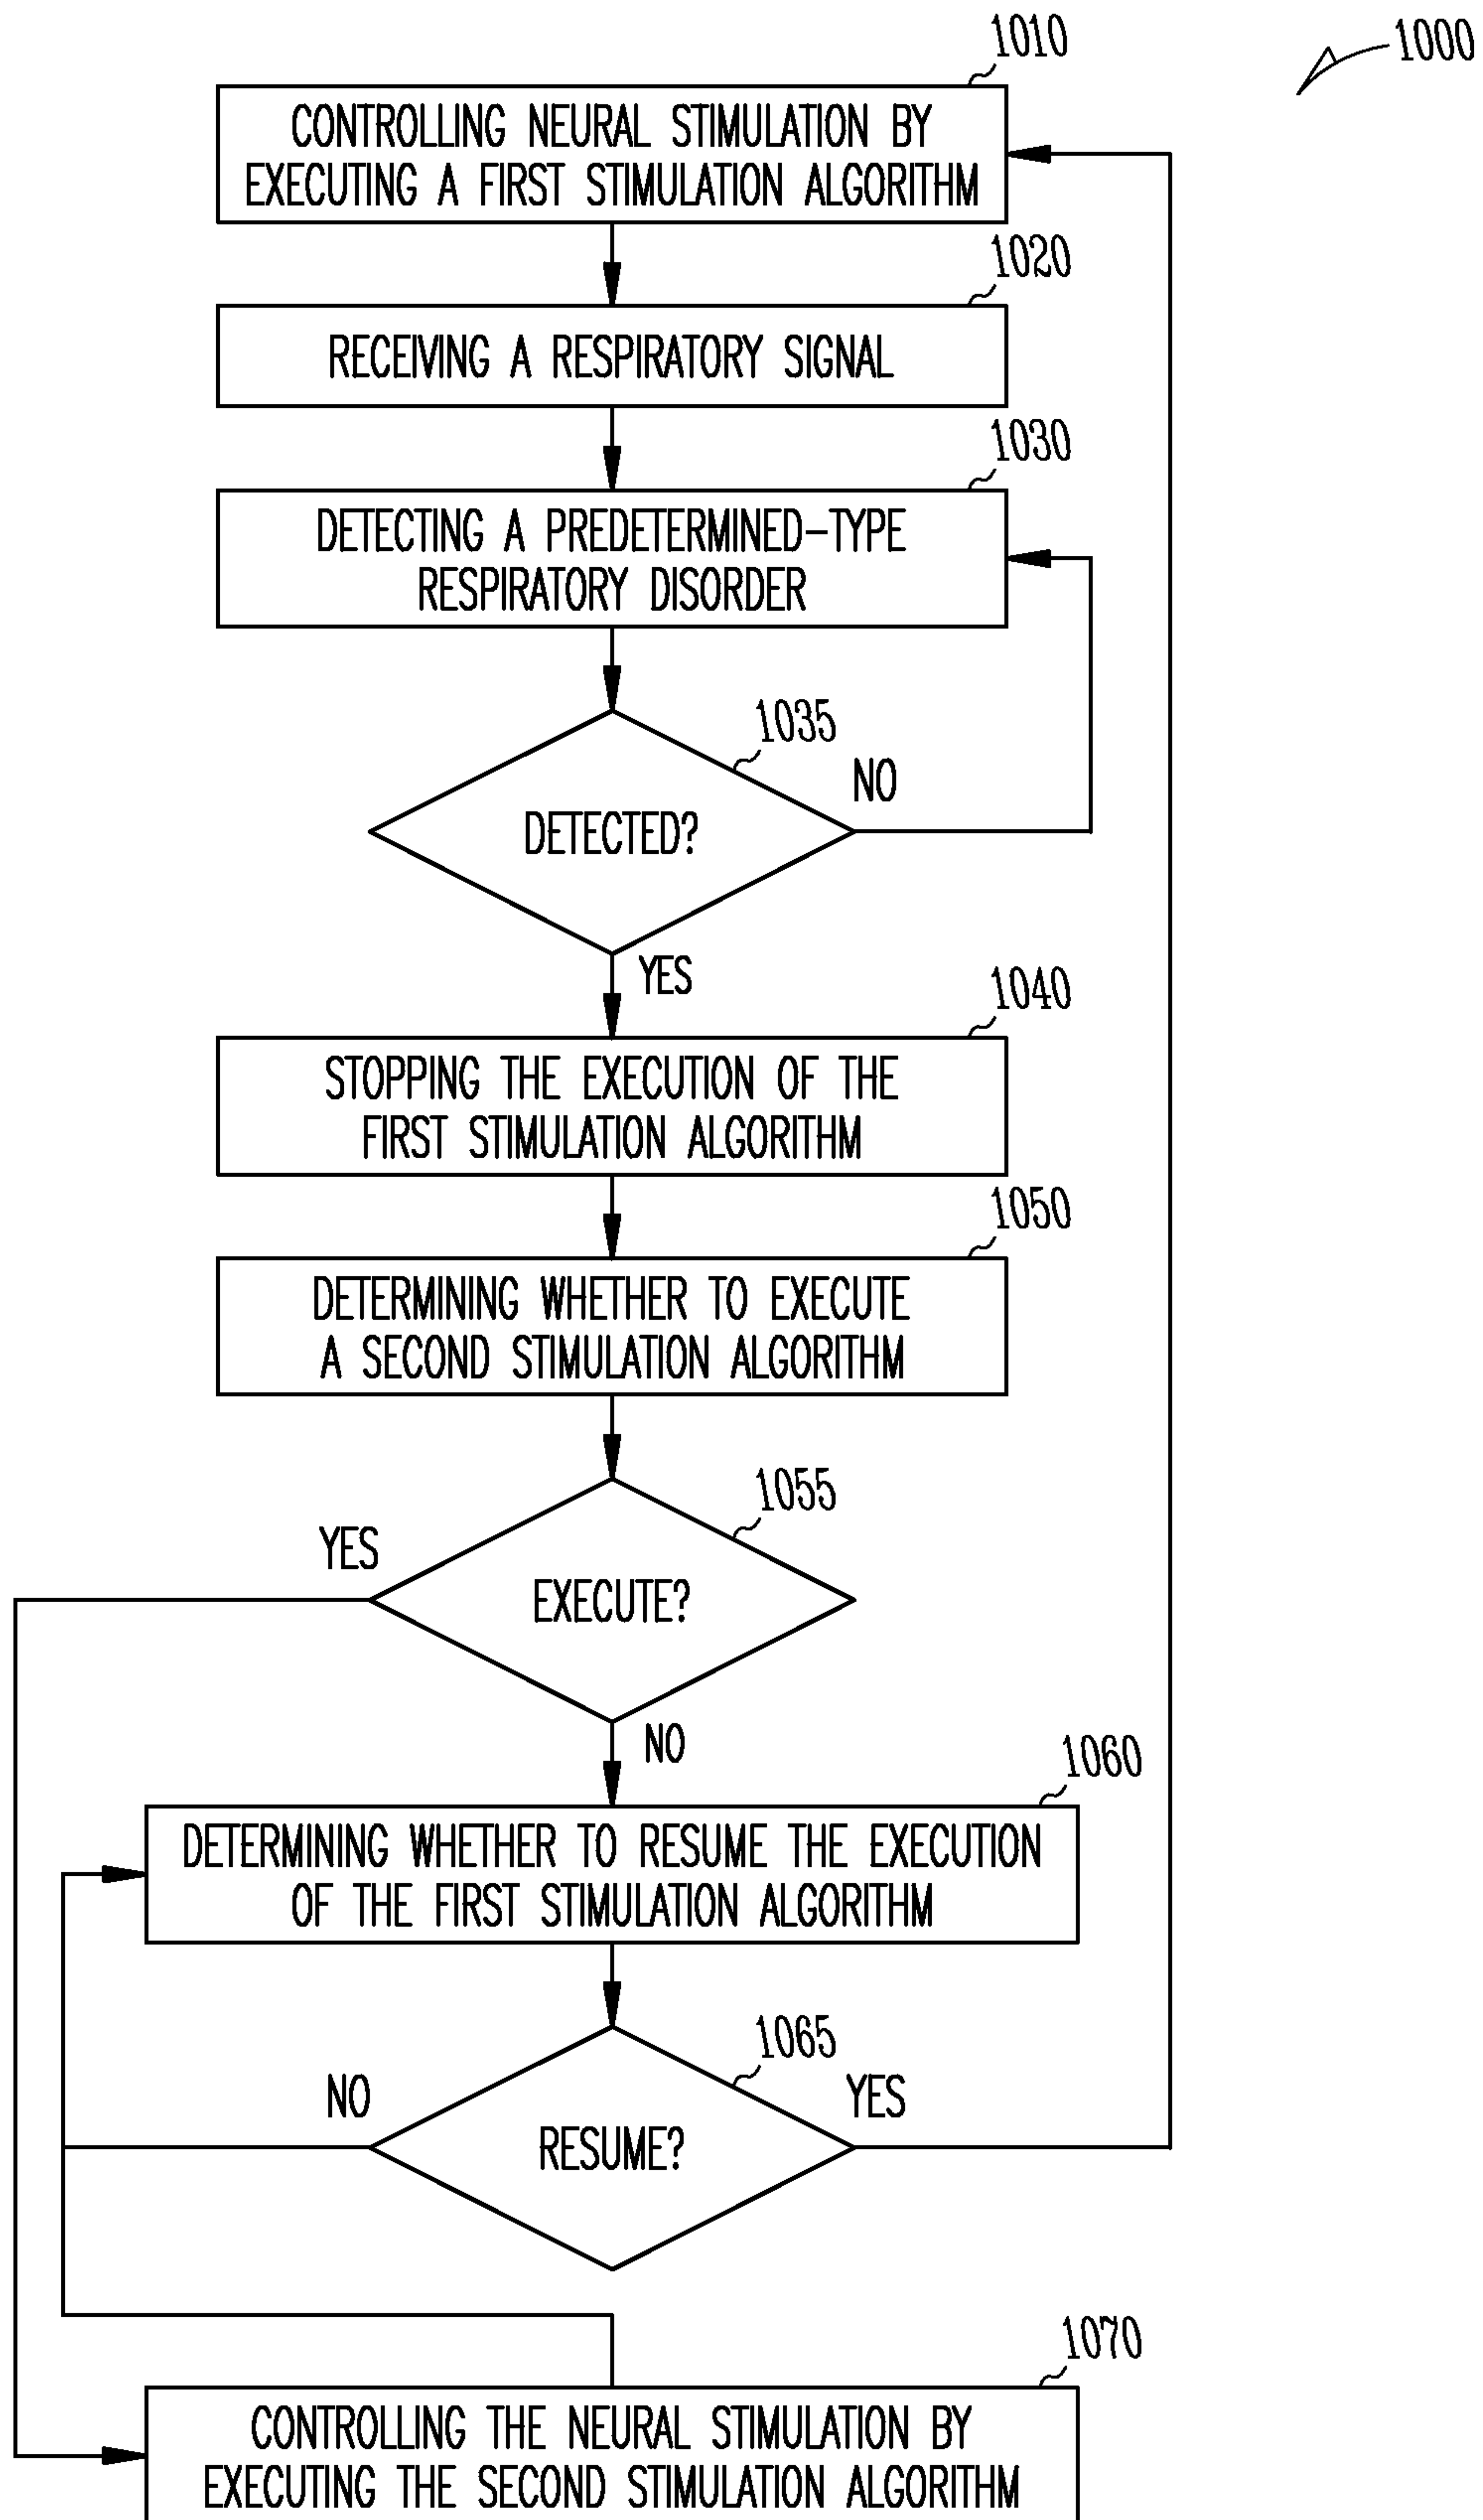 1000
1010
CONTROLLING NEURAL STIMULATION BY
EXECUTING A FIRST STIMULATION ALGORITHM
1020
RECEIVING A RESPIRATORY SIGNAL
1030
DETECTING A PREDETERMINED-TYPE
RESPIRATORY DISORDER
1035
NO
DETECTED?
YES
1040
STOPPING THE EXECUTION OF THE
FIRST STIMULATION ALGORITHM
1050
DETERMINING WHETHER TO EXECUTE
A SECOND STIMULATION ALGORITHM
1055
YES
EXECUTE?
NO
1060
DETERMINING WHETHER TO RESUME THE EXECUTION
OF THE FIRST STIMULATION ALGORITHM
1065
NO
YES
RESUME?
1070
CONTROLLING THE NEURAL STIMULATION BY
EXECUTING THE SECOND STIMULATION ALGORITHM